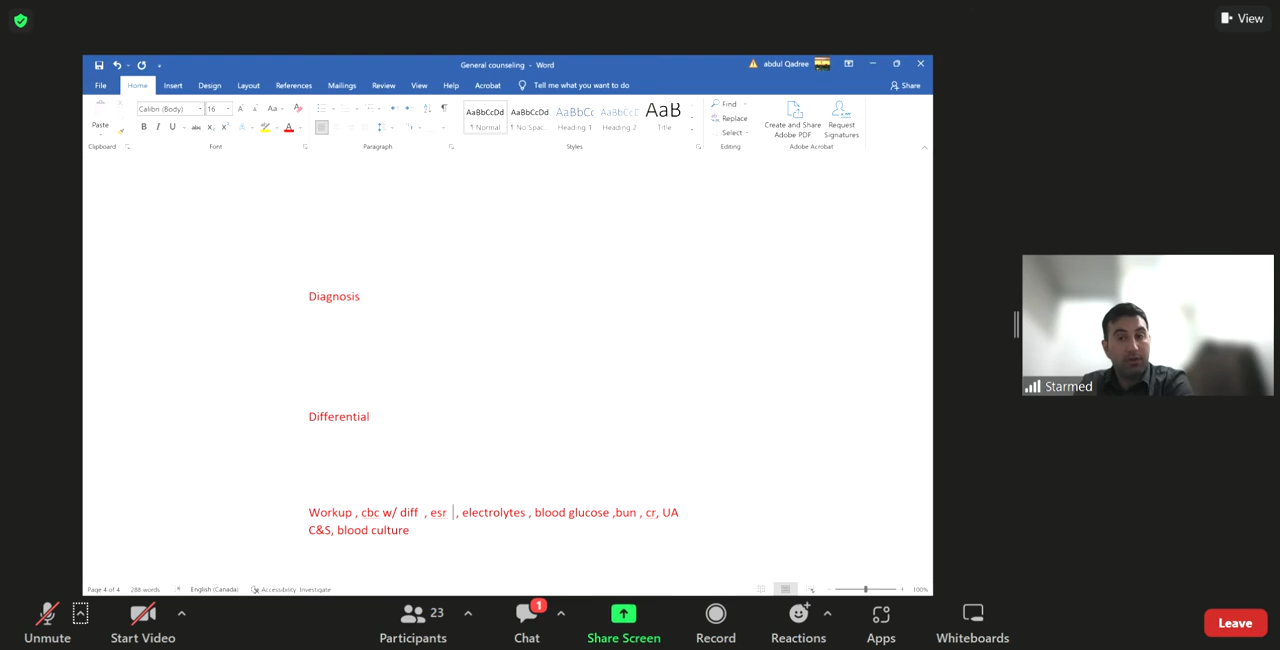 View
General counseling - Word
abdul Qadree
File Home Insert Design Layout References Mailings Review View Help Acrobat Tell me what you want to do Share
Paste
Calibri (Body) 16 Aa
B I U abc X₂ X² A A
AaBbCcDd AaBbCcDd AaBbCc AaBbCcD AaB
¶ Normal ¶ No Spac... Heading 1 Heading 2 Title
Find
Replace
Select
Create and Share Adobe PDF
Request Signatures
Clipboard Font Paragraph Styles Editing Adobe Acrobat
Diagnosis
Differential
Workup , cbc w/ diff , esr , electrolytes , blood glucose ,bun , cr, UA
C&S, blood culture
Page 4 of 4 288 words English (Canada) Accessibility: Investigate 100%
Starmed
23 1
Unmute Start Video Participants Chat Share Screen Record Reactions Apps Whiteboards Leave